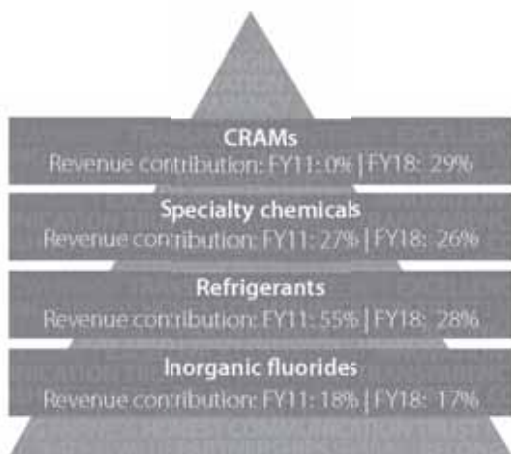 CRAMs
Revenue contribution: FY11: 0% | FY18: 29%
Specialty chemicals
Revenue contribution: FY11: 27% | FY18: 26%
Refrigerants
Revenue contribution: FY11: 55% | FY18: 28%
Inorganic fluorides
Revenue contribution: FY11: 18% | FY18: 17%